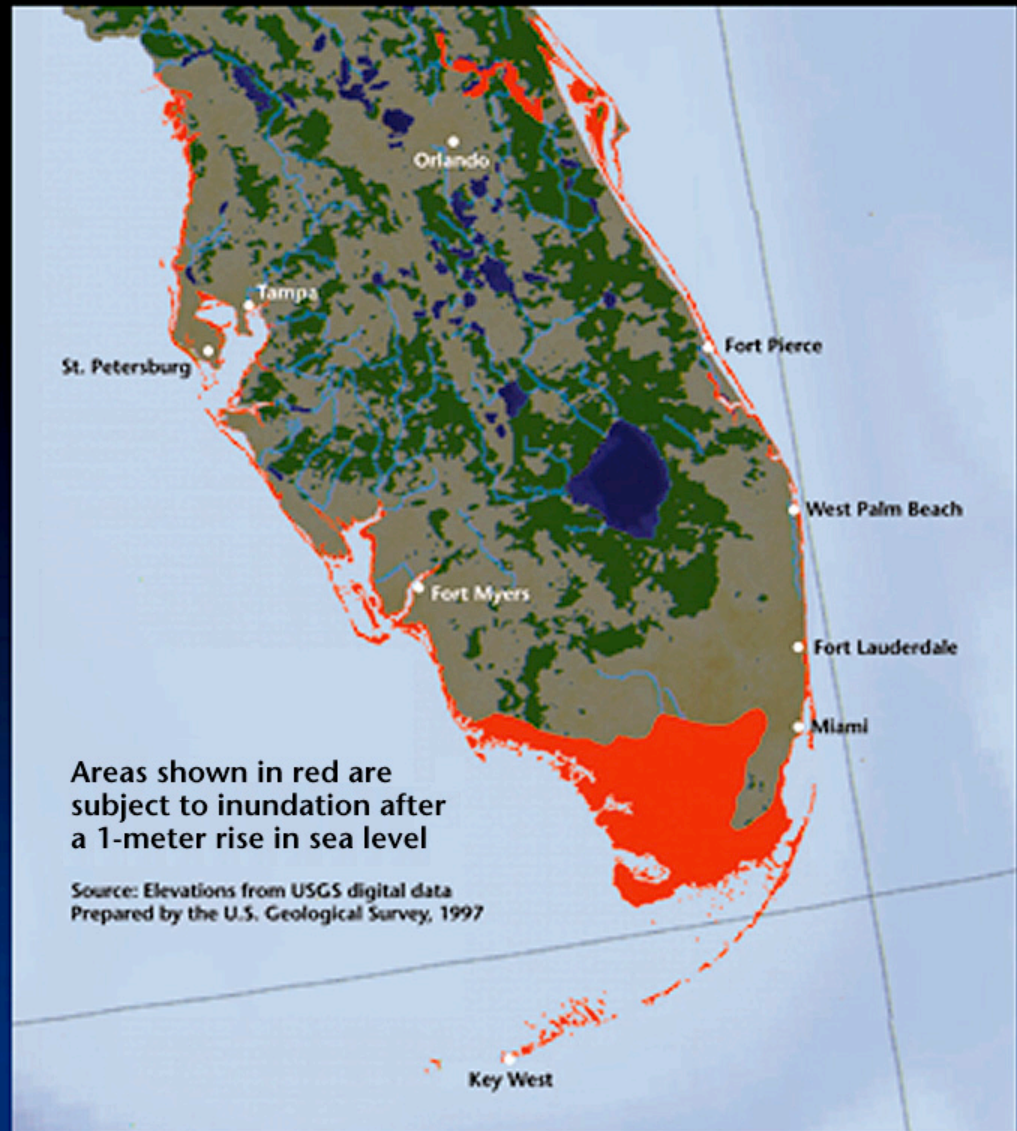 Orlando
Tampa
St. Petersburg
Fort Pierce
West Palm Beach
Fort Myers
Fort Lauderdale
Miami
Areas shown in red are
subject to inundation after
a 1-meter rise in sea level
Source: Elevations from USGS digital data
Prepared by the U.S. Geological Survey, 1997
Key West